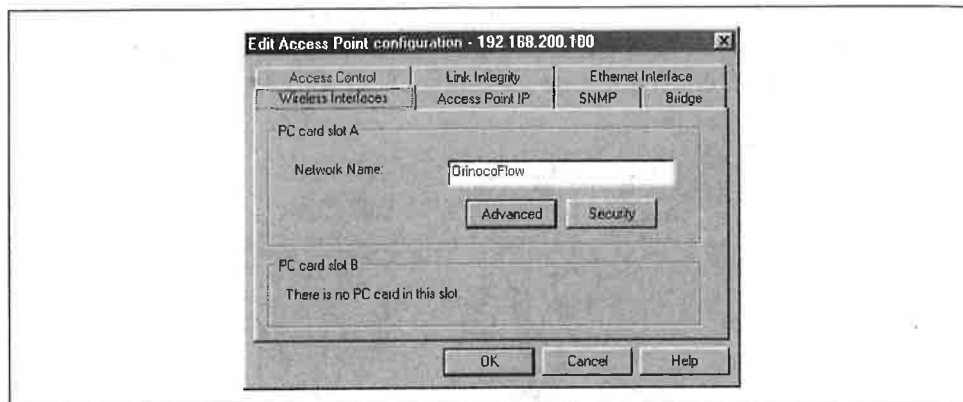 Edit Access Point configuration - 192.168.200.100
Access Control Link Integrity Ethernet Interface
Wireless Interfaces Access Point IP SNMP Bridge
PC card slot A
Network Name: OrinocoFlow
Advanced Security
PC card slot B
There is no PC card in this slot
OK Cancel Help